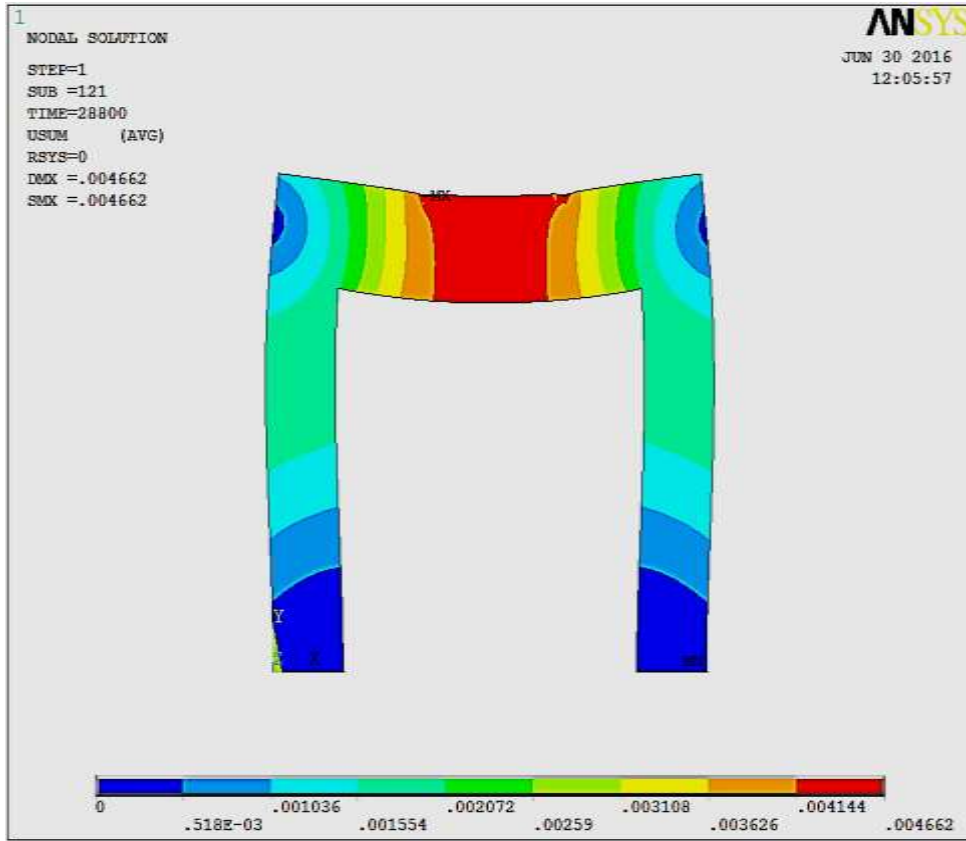 1
NODAL SOLUTION
STEP=1
SUB =121
TIME=28800
USUM (AVG)
RSYS=0
DMX =.004662
SMX =.004662
ANSYS
JUN 30 2016
12:05:57
MX
Y
X
0 .001036 .002072 .003108 .004144
.518E-03 .001554 .00259 .003626 .004662